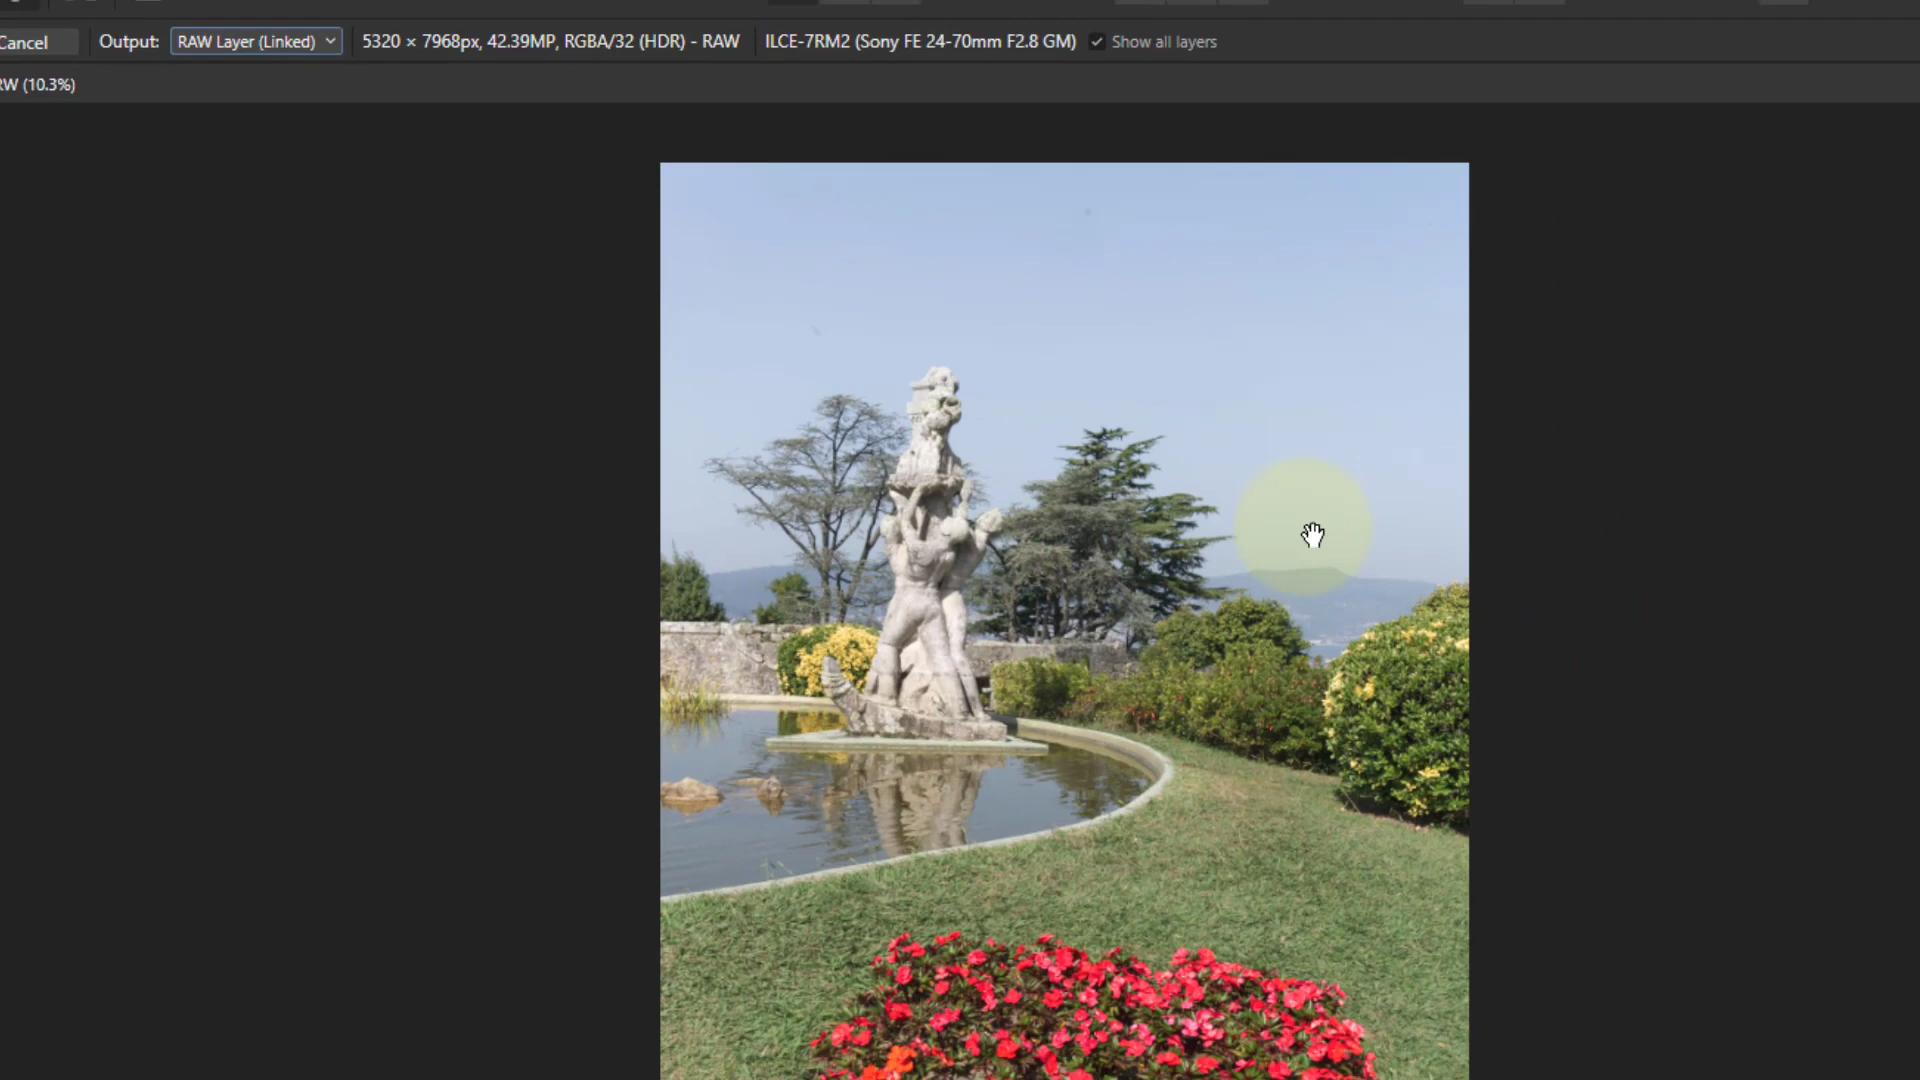 Cancel
Output: RAW Layer (Linked) 5320 × 7968px, 42.39MP, RGBA/32 (HDR) - RAW ILCE-7RM2 (Sony FE 24-70mm F2.8 GM) Show all layers
RW (10.3%)